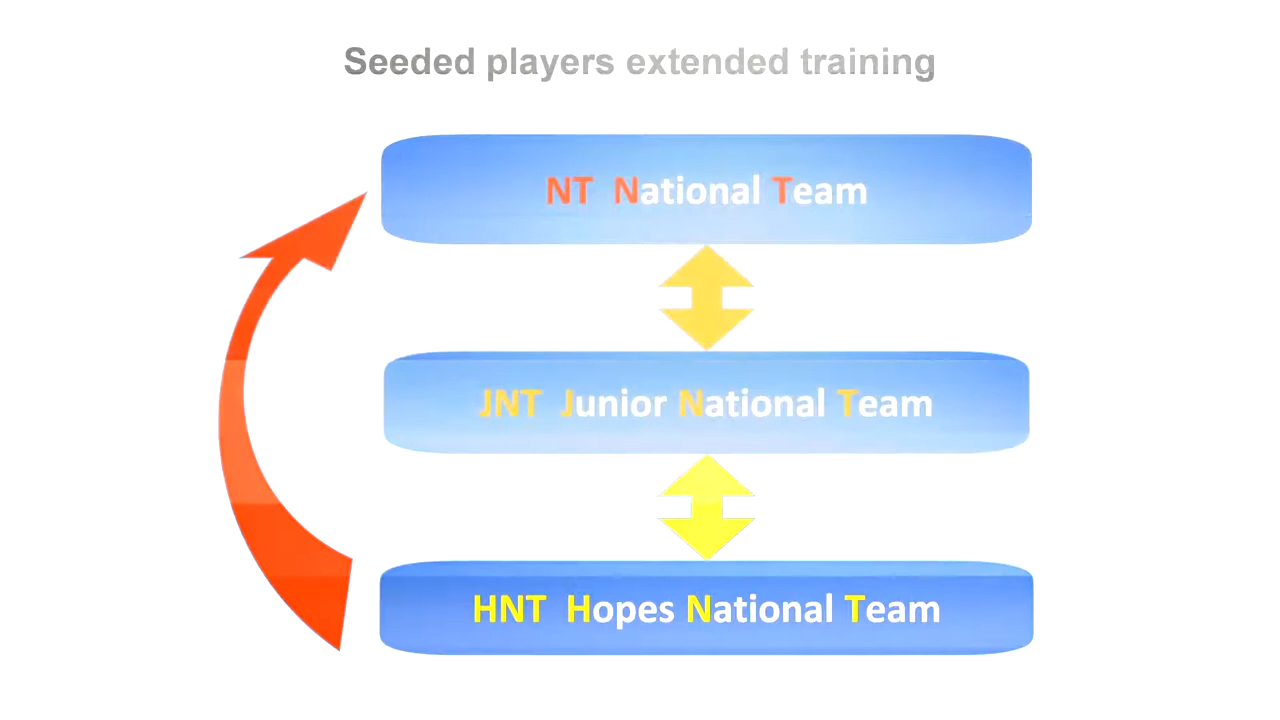 Seeded players extended training
NT National Team
JNT Junior National Team
HNT Hopes National Team